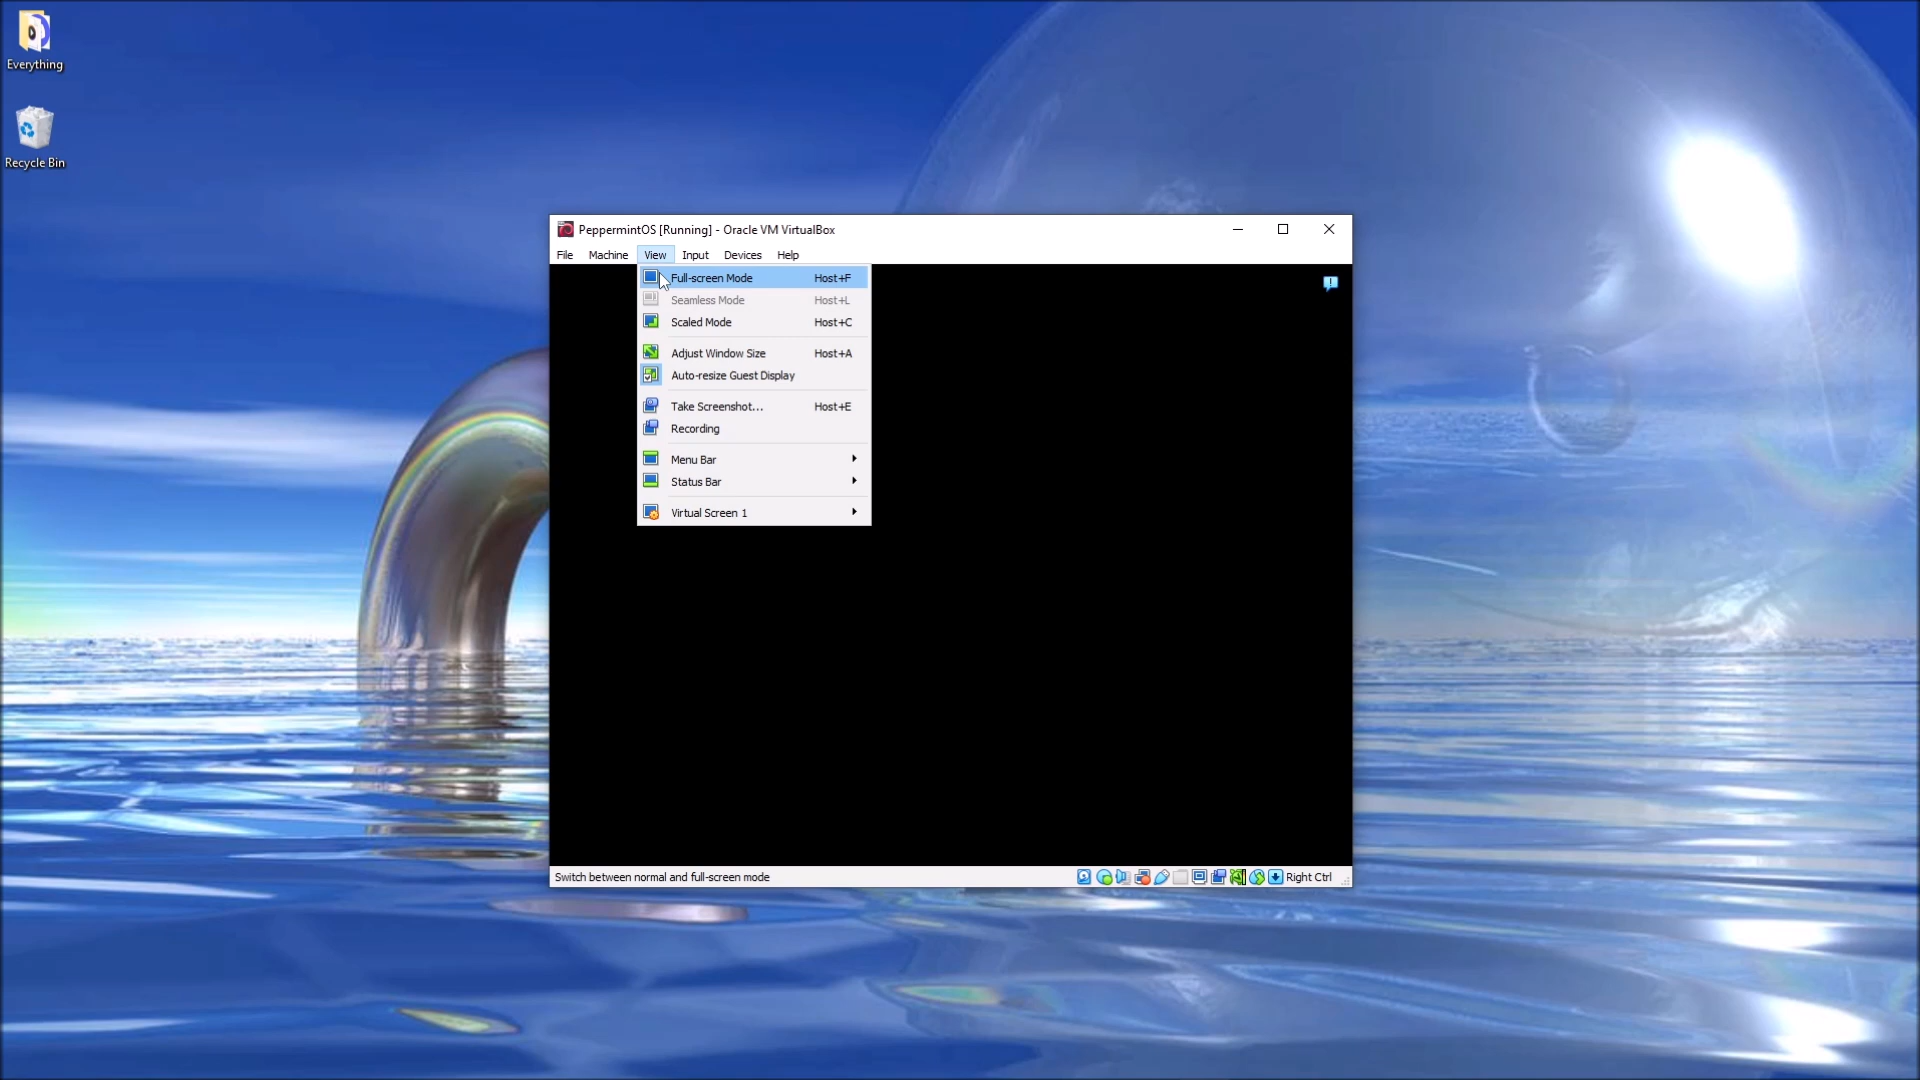 Everything
Recycle Bin
PeppermintOS [Running] - Oracle VM VirtualBox
File Machine View Input Devices Help
Full-screen Mode Host+F
Seamless Mode Host+L
Scaled Mode Host+C
Adjust Window Size Host+A
Auto-resize Guest Display
Take Screenshot... Host+E
Recording
Menu Bar
Status Bar
Virtual Screen 1
Switch between normal and full-screen mode Right Ctrl